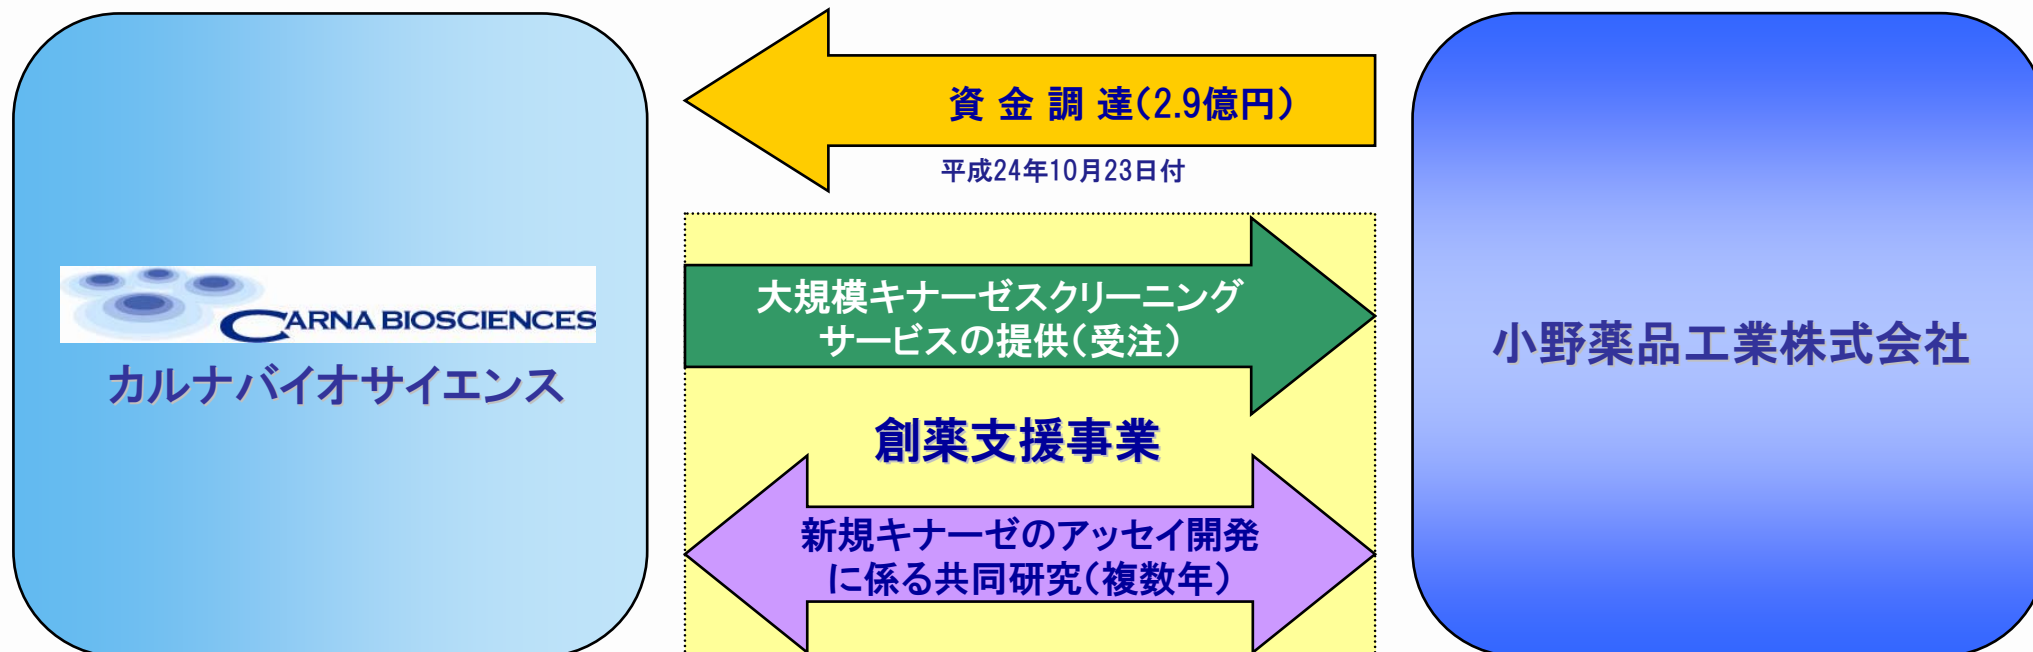 資金調達(2.9億円)
平成24年10月23日付
CARNA BIOSCIENCES
カルナバイオサイエンス
大規模キナーゼスクリーニング
サービスの提供(受注)
創薬支援事業
新規キナーゼのアッセイ開発
に係る共同研究(複数年)
小野薬品工業株式会社